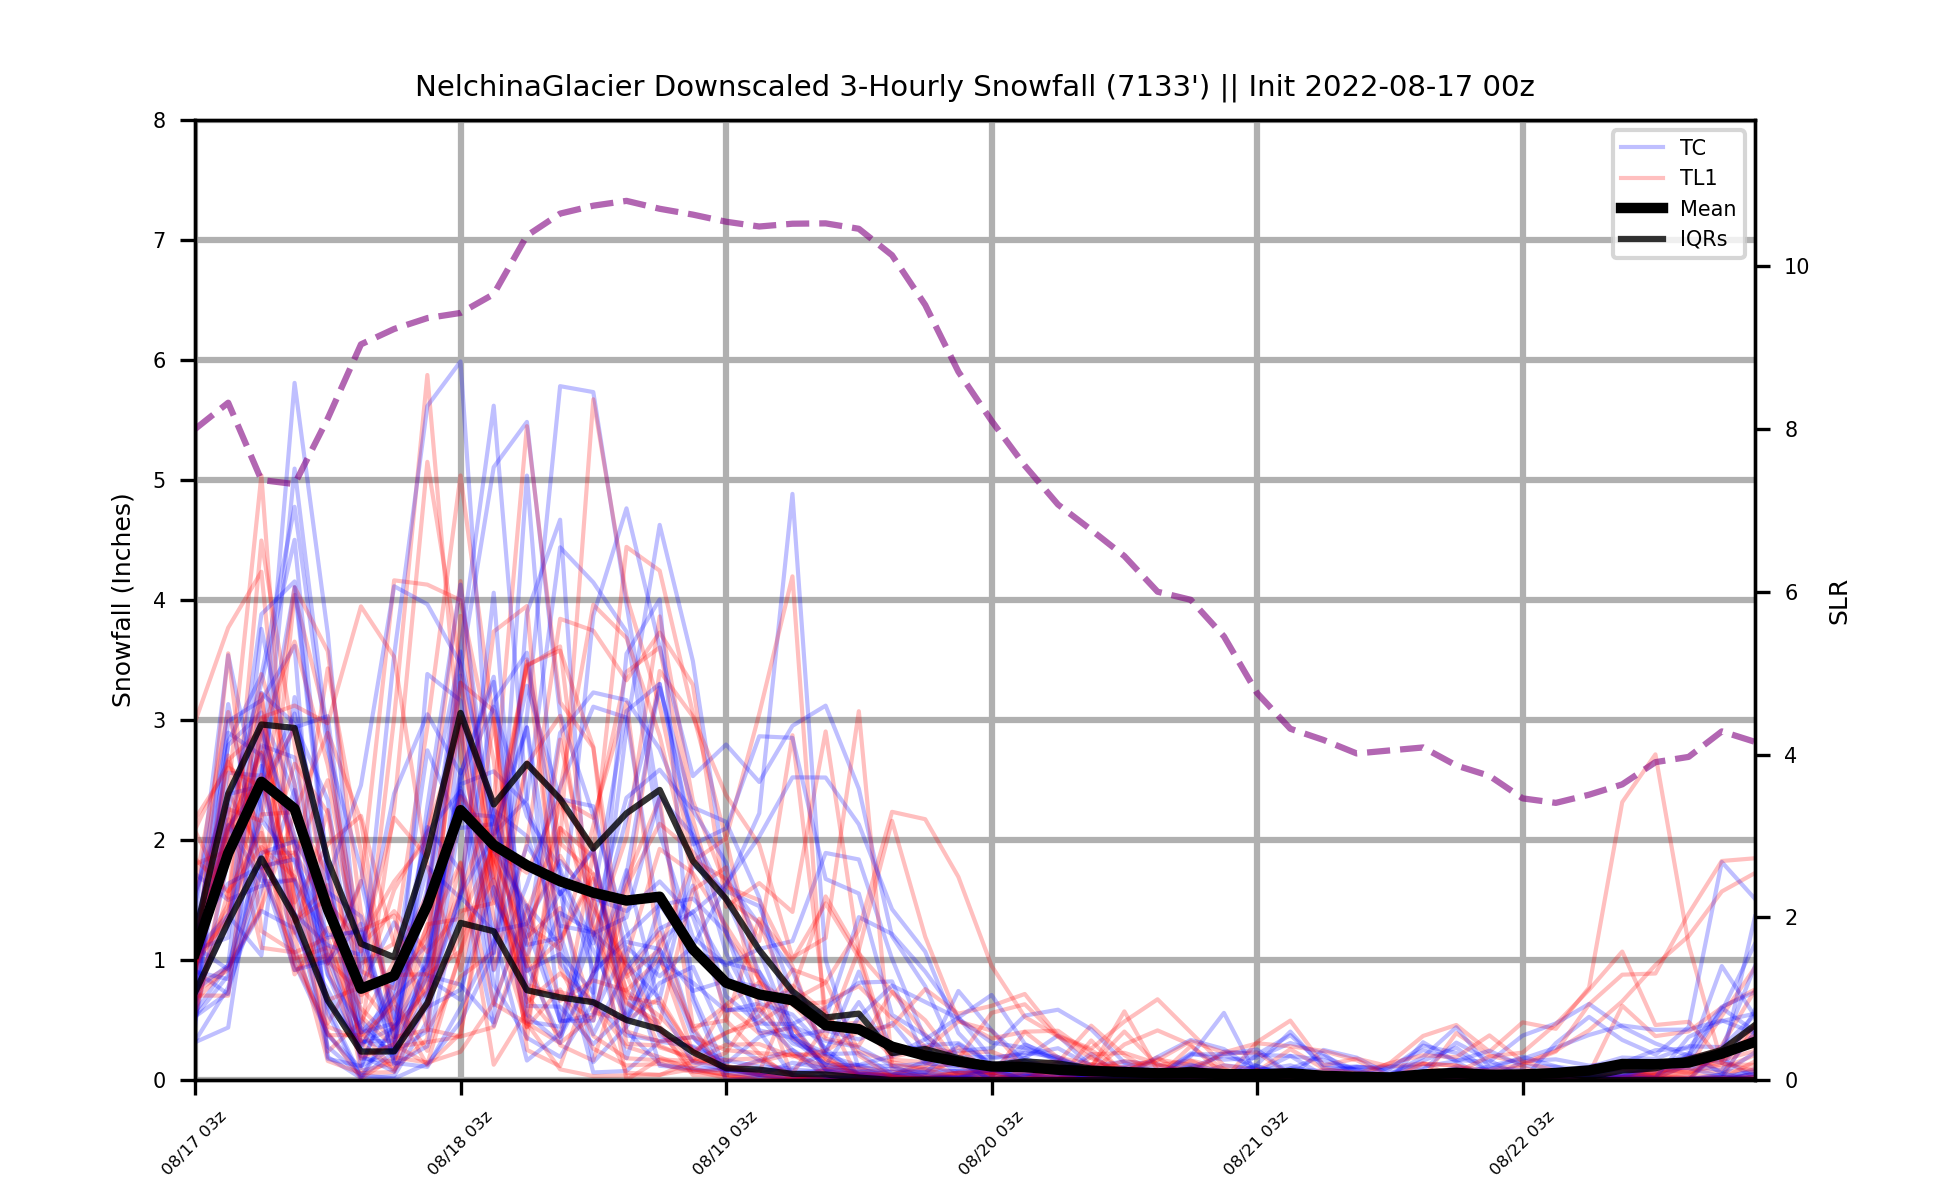 NelchinaGlacier Downscaled 3-Hourly Snowfall (7133') || Init 2022-08-17 00z
TC
TL1
Mean
IQRs
Snowfall (Inches)
8
7
6
5
4
3
2
1
0
10
8
6
4
2
0
SLR
08/17 03z
08/18 03z
08/19 03z
08/20 03z
08/21 03z
08/22 03z